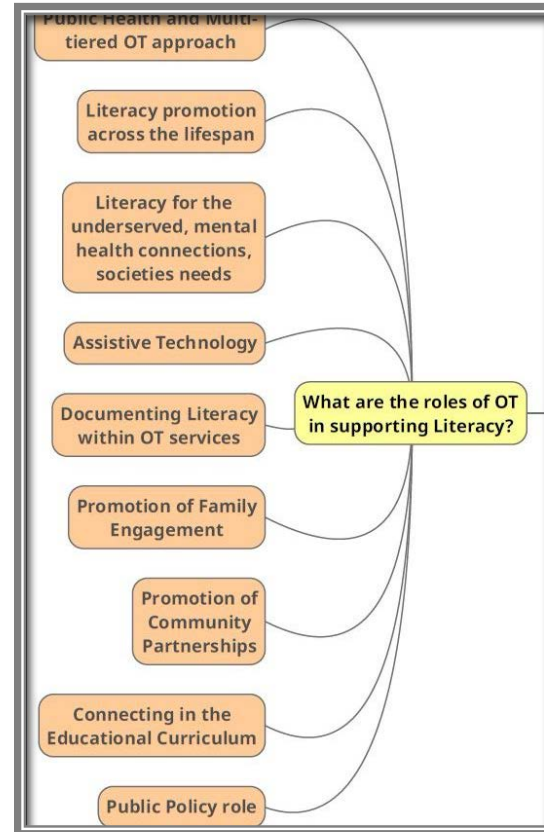 Public Health and Multi-
tiered OT approach
Literacy promotion
across the lifespan
Literacy for the
underserved, mental
health connections,
societies needs
Assistive Technology
Documenting Literacy
within OT services
Promotion of Family
Engagement
Promotion of
Community
Partnerships
Connecting in the
Educational Curriculum
Public Policy role
What are the roles of OT
in supporting Literacy?